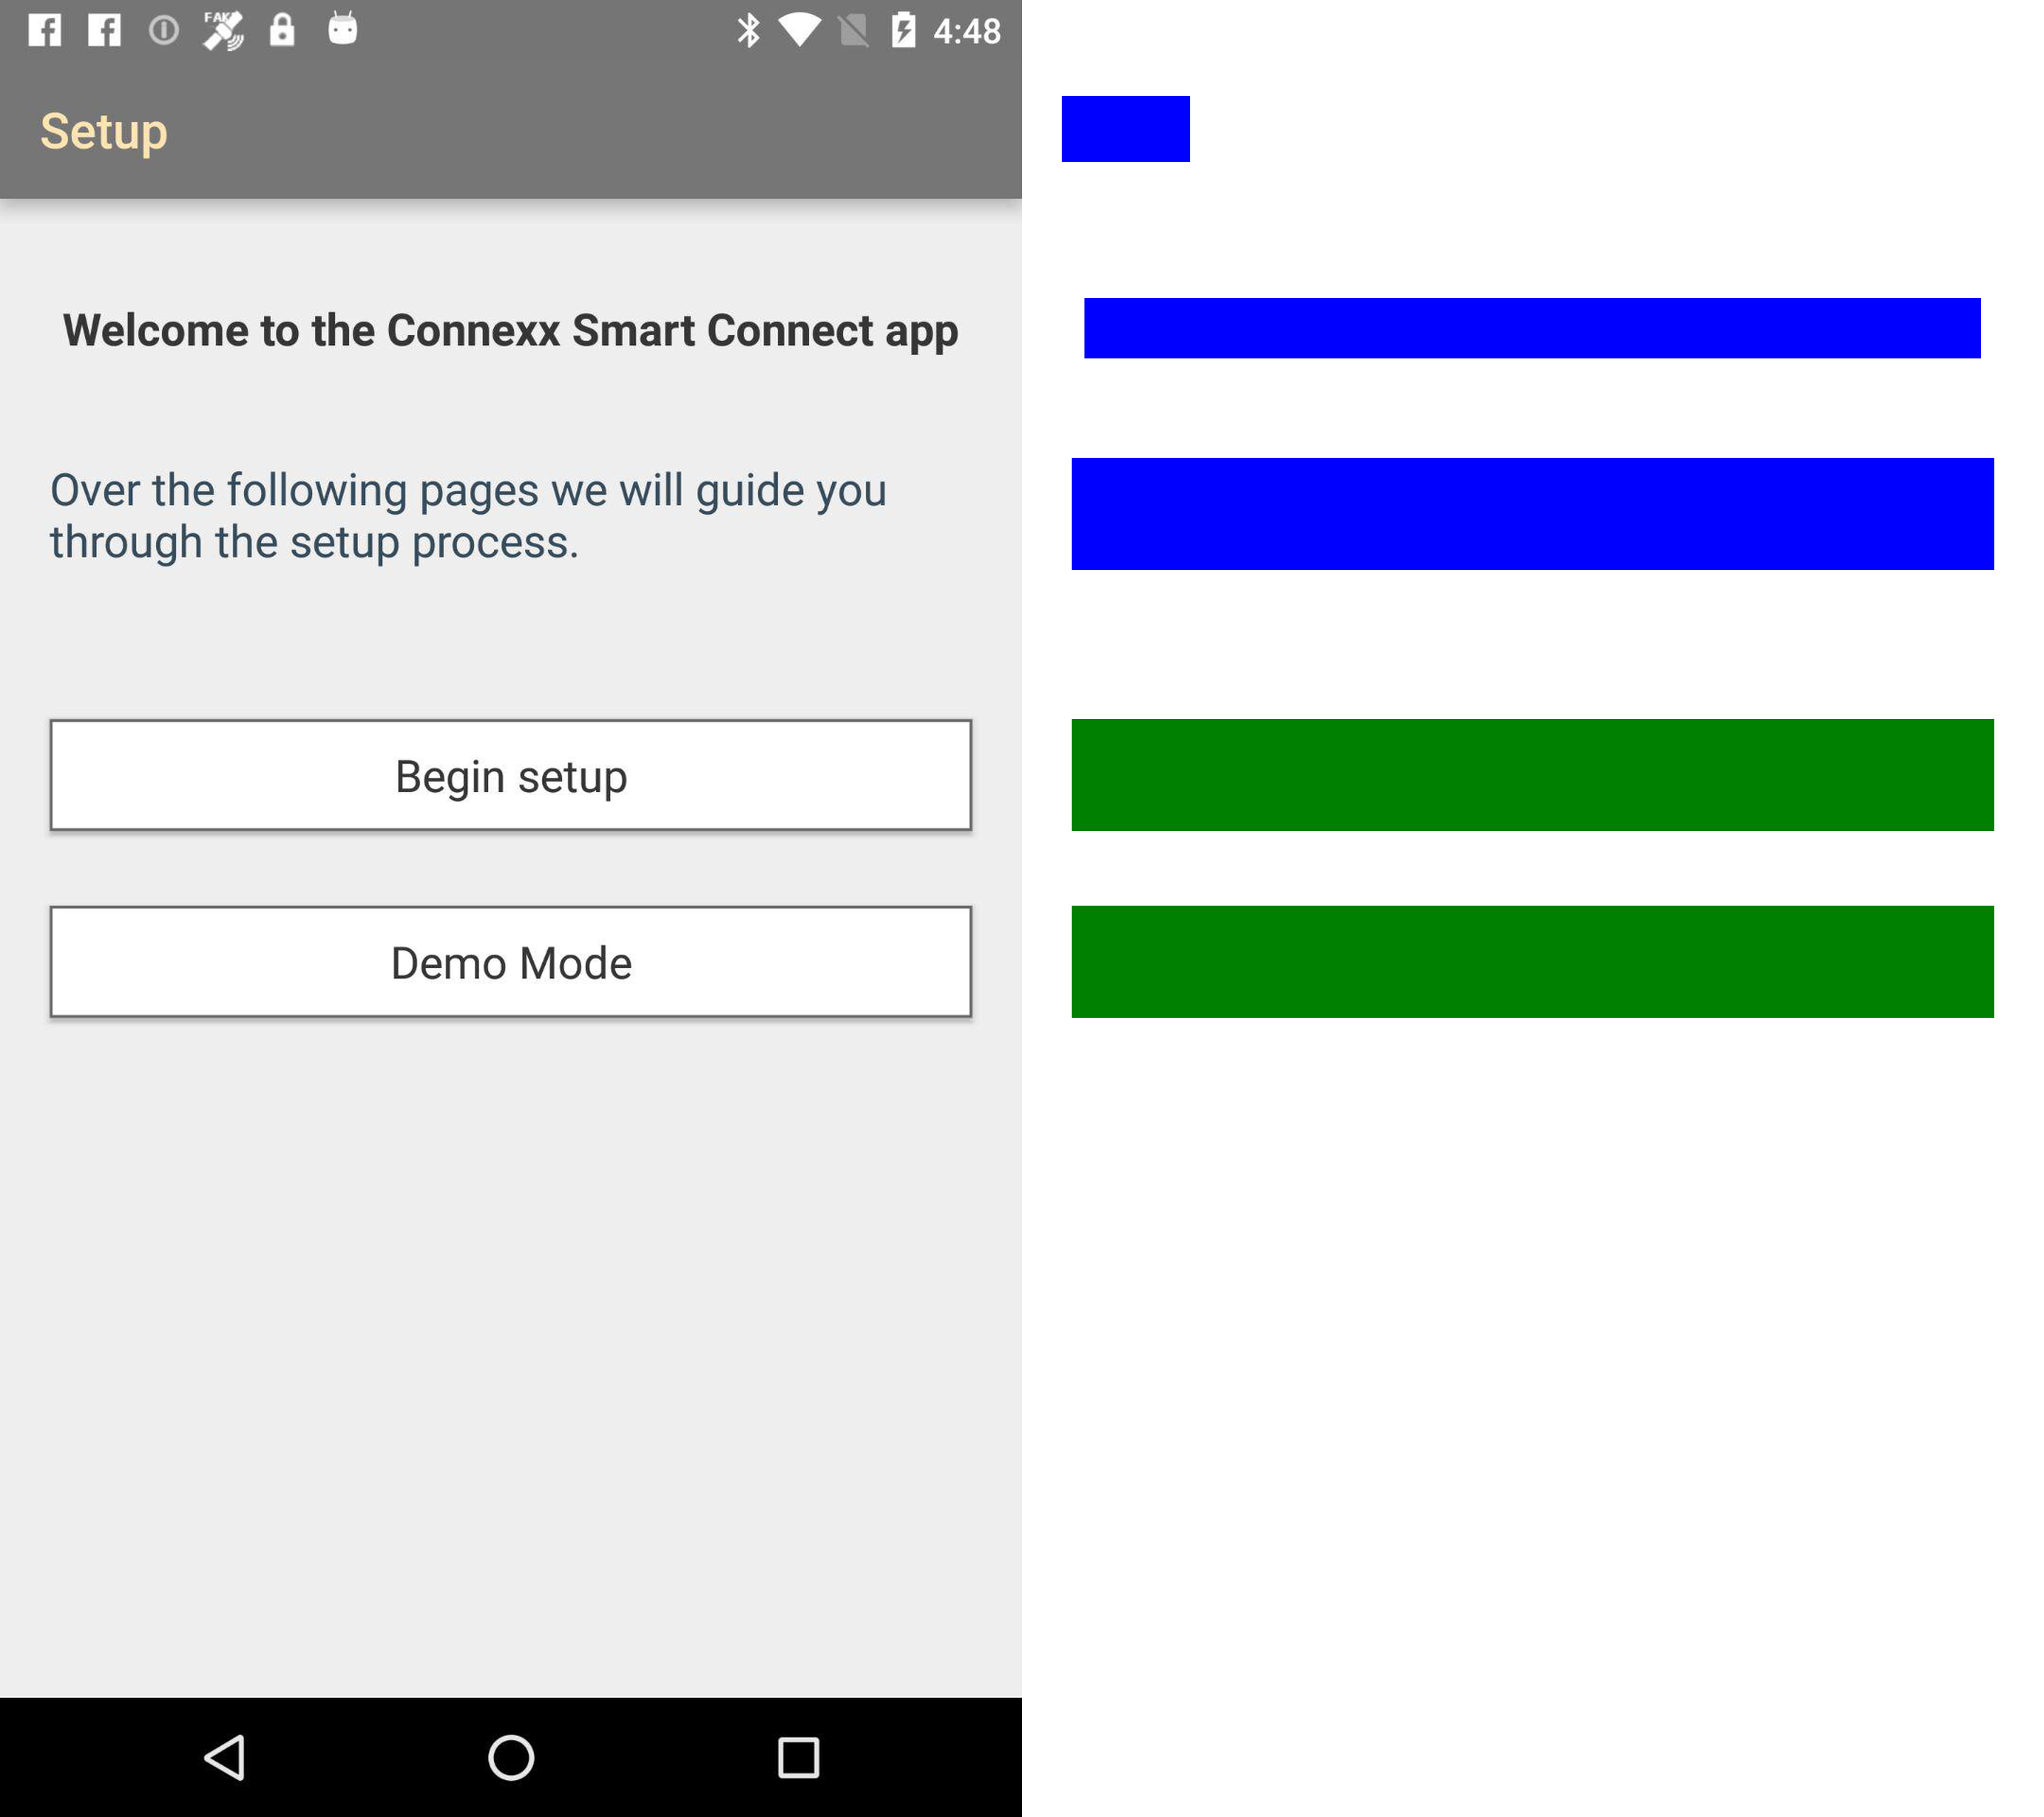 FAKE
4:48
Setup
Welcome to the Connexx Smart Connect app
Over the following pages we will guide you
through the setup process.
Begin setup
Demo Mode